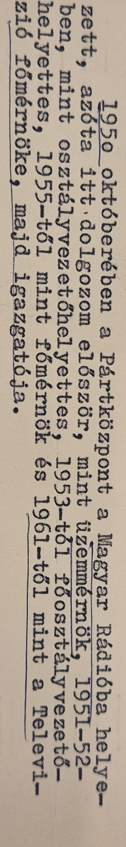 1950 októberében a Pártközpont a Magyar Rádióba helye-
zett, azóta itt dolgozom először, mint üzemmérnök, 1951-52-
ben, mint osztályvezetőhelyettes, 1953-tól főosztályvezető-
helyettes, 1955-től mint főmérnök és 1961-től mint a Televi-
zió főmérnöke, majd igazgatója.